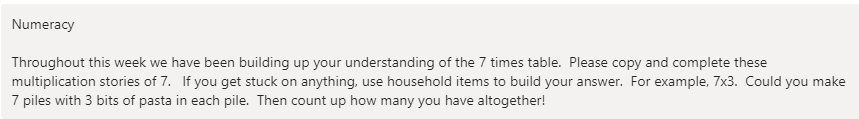 Numeracy
Throughout this week we have been building up your understanding of the 7 times table.  Please copy and complete these
multiplication stories of 7.   If you get stuck on anything, use household items to build your answer.  For example, 7x3.  Could you make
7 piles with 3 bits of pasta in each pile.  Then count up how many you have altogether!